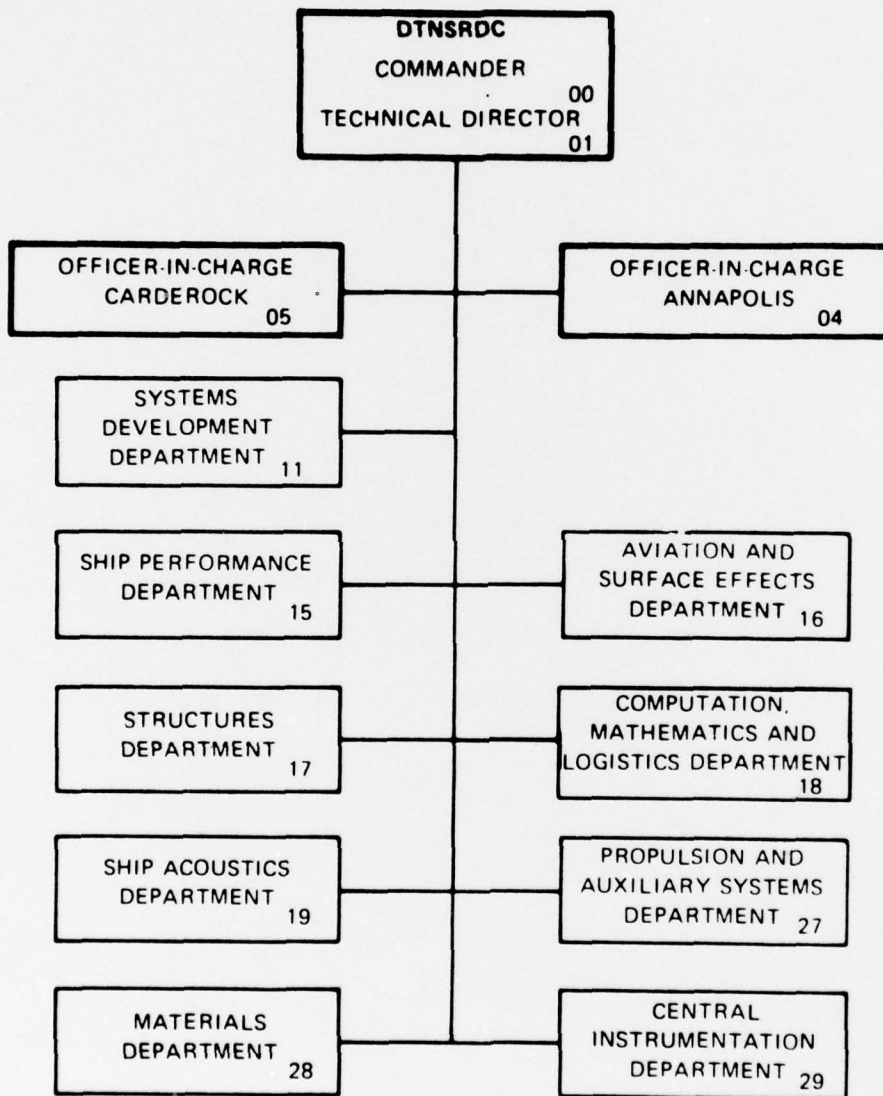 DTNSRDC
COMMANDER
00
TECHNICAL DIRECTOR
01
OFFICER-IN-CHARGE
CARDEROCK
05
OFFICER-IN-CHARGE
ANNAPOLIS
04
SYSTEMS
DEVELOPMENT
DEPARTMENT
11
SHIP PERFORMANCE
DEPARTMENT
15
AVIATION AND
SURFACE EFFECTS
DEPARTMENT
16
STRUCTURES
DEPARTMENT
17
COMPUTATION,
MATHEMATICS AND
LOGISTICS DEPARTMENT
18
SHIP ACOUSTICS
DEPARTMENT
19
PROPULSION AND
AUXILIARY SYSTEMS
DEPARTMENT
27
MATERIALS
DEPARTMENT
28
CENTRAL
INSTRUMENTATION
DEPARTMENT
29